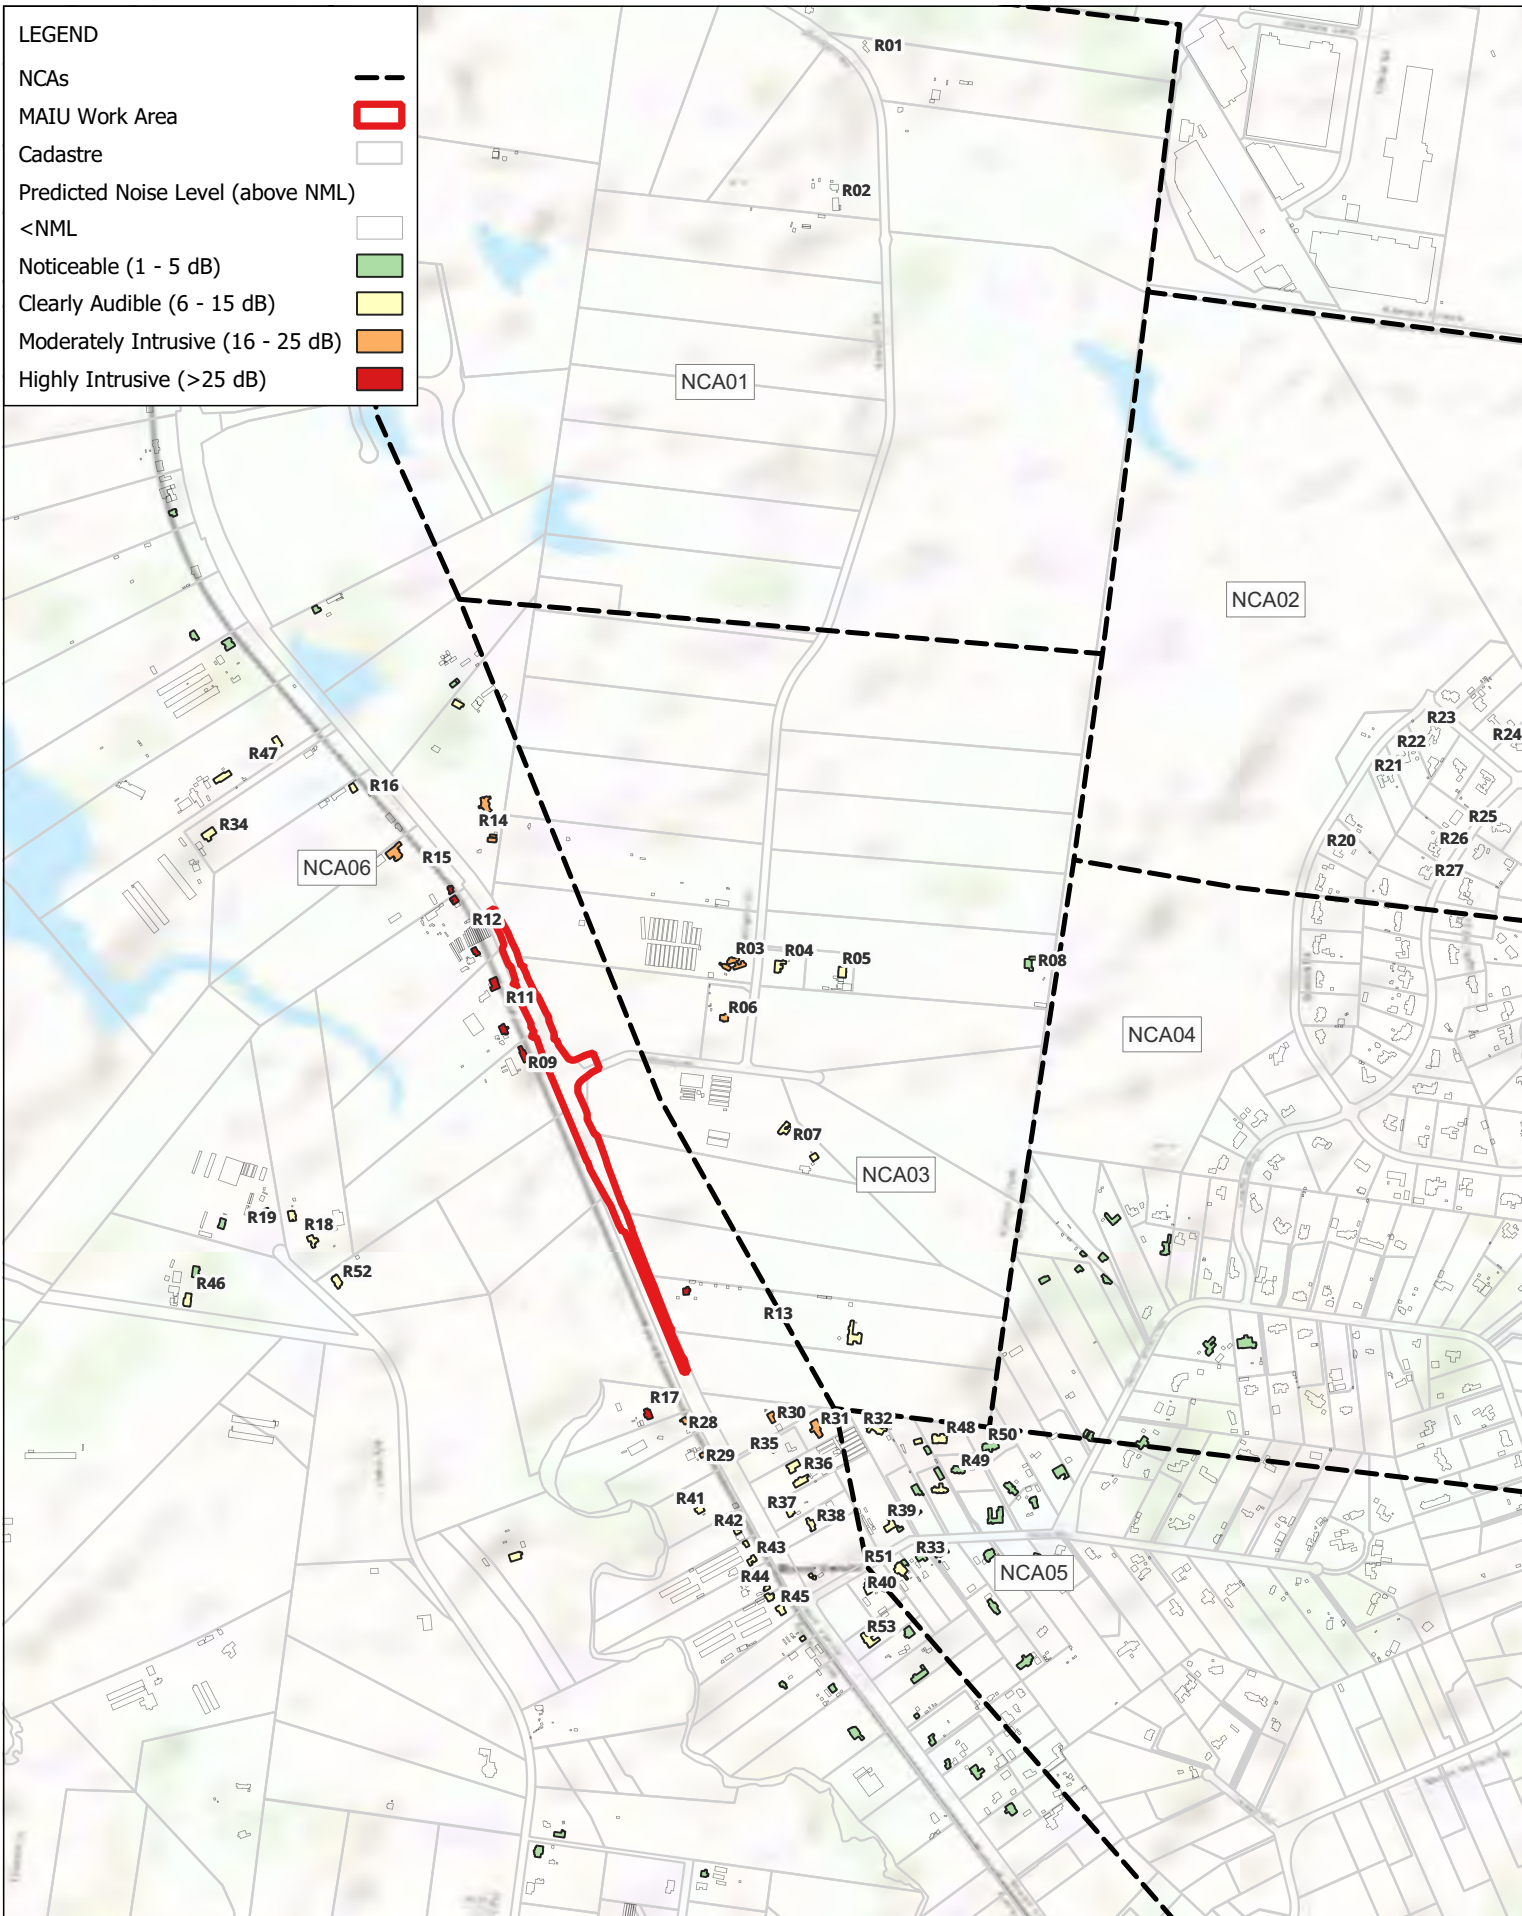 LEGEND
NCAs
MAIU Work Area
Cadastre
Predicted Noise Level (above NML)
<NML
Noticeable (1 - 5 dB)
Clearly Audible (6 - 15 dB)
Moderately Intrusive (16 - 25 dB)
Highly Intrusive (>25 dB)
R01
R02
NCA01
NCA02
R23
R24
R22
R21
R47
R16
R14
R25
R34
R26
R20
R15
NCA06
R27
R12
R03
R04
R05
R08
R11
R06
NCA04
R09
R07
NCA03
R19
R18
R52
R46
R13
R17
R28
R30
R31
R32
R48
R50
R35
R29
R36
R49
R41
R37
R38
R39
R42
R43
R33
R51
R44
R40
NCA05
R45
R53